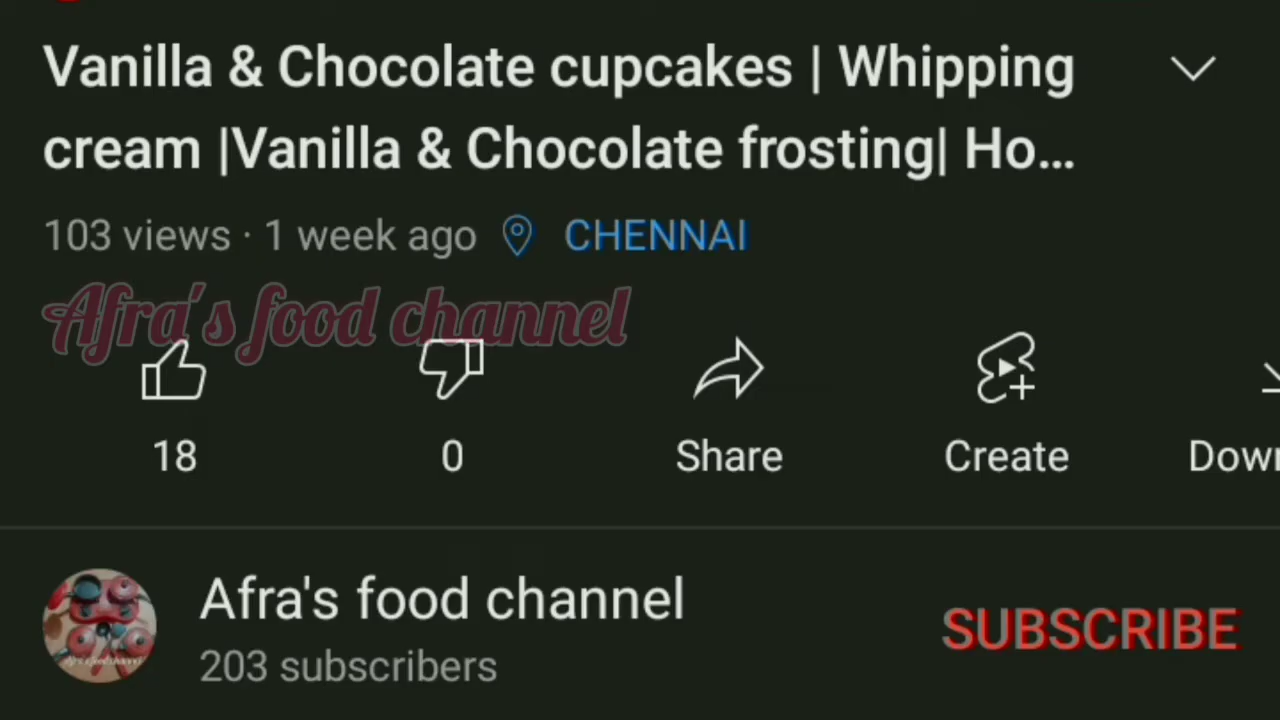 Vanilla & Chocolate cupcakes | Whipping
cream |Vanilla & Chocolate frosting| Ho...
103 views · 1 week ago CHENNAI
Afra's food channel
18 0 Share Create Down
Afra's food channel
203 subscribers
SUBSCRIBE